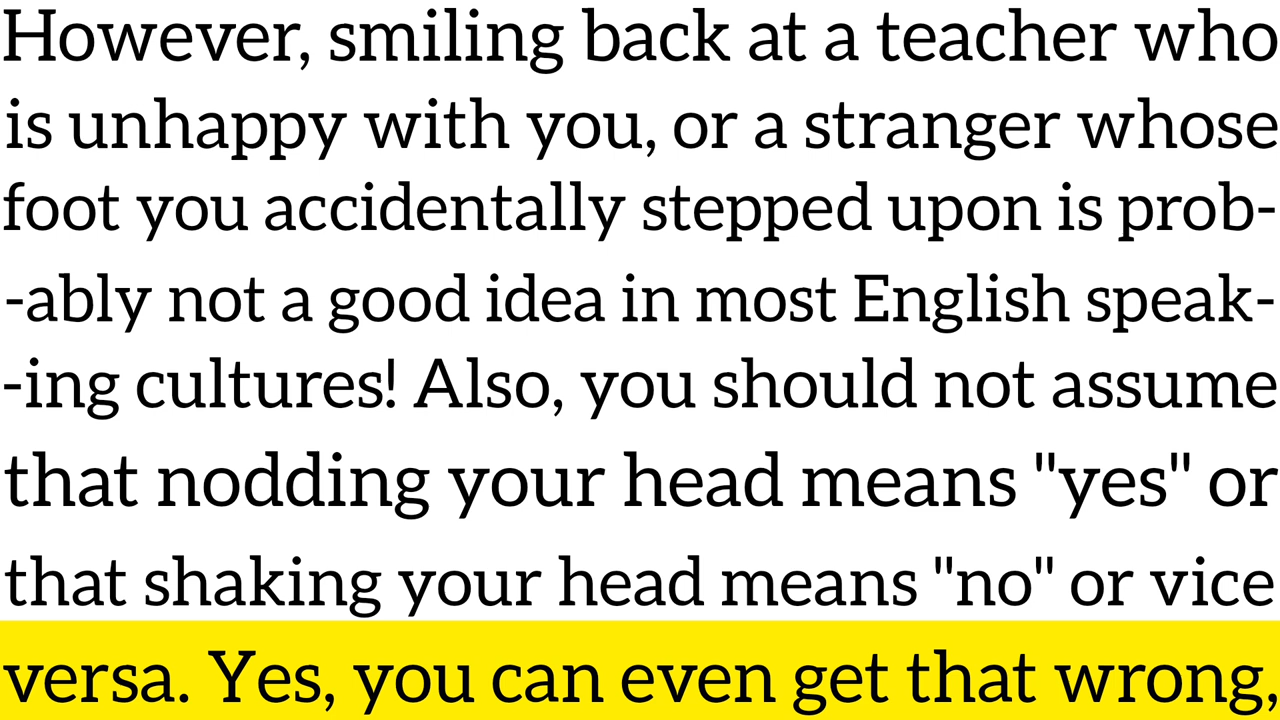 However, smiling back at a teacher who
is unhappy with you, or a stranger whose
foot you accidentally stepped upon is prob-
-ably not a good idea in most English speak-
-ing cultures! Also, you should not assume
that nodding your head means "yes" or
that shaking your head means "no" or vice
versa. Yes, you can even get that wrong,